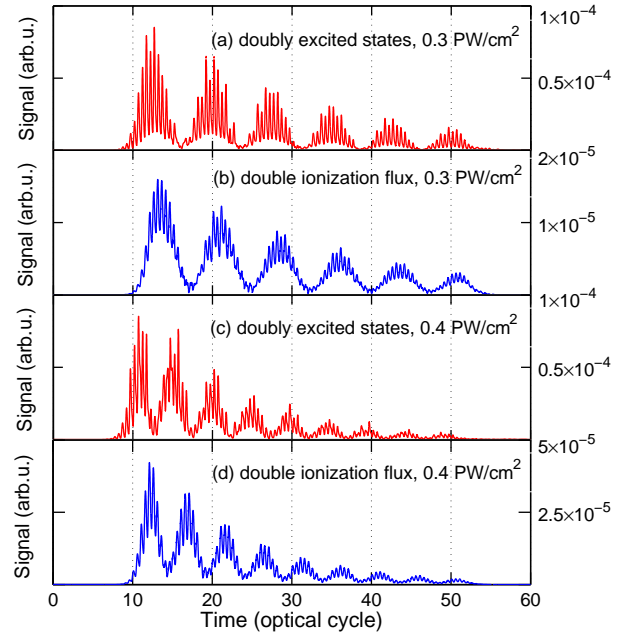 1×10⁻⁴
(a) doubly excited states, 0.3 PW/cm²
Signal (arb.u.)
0.5×10⁻⁴
2×10⁻⁵
(b) double ionization flux, 0.3 PW/cm²
Signal (arb.u.)
1×10⁻⁵
1×10⁻⁴
(c) doubly excited states, 0.4 PW/cm²
Signal (arb.u.)
0.5×10⁻⁴
5×10⁻⁵
(d) double ionization flux, 0.4 PW/cm²
Signal (arb.u.)
2.5×10⁻⁵
0 10 20 30 40 50 60
Time (optical cycle)